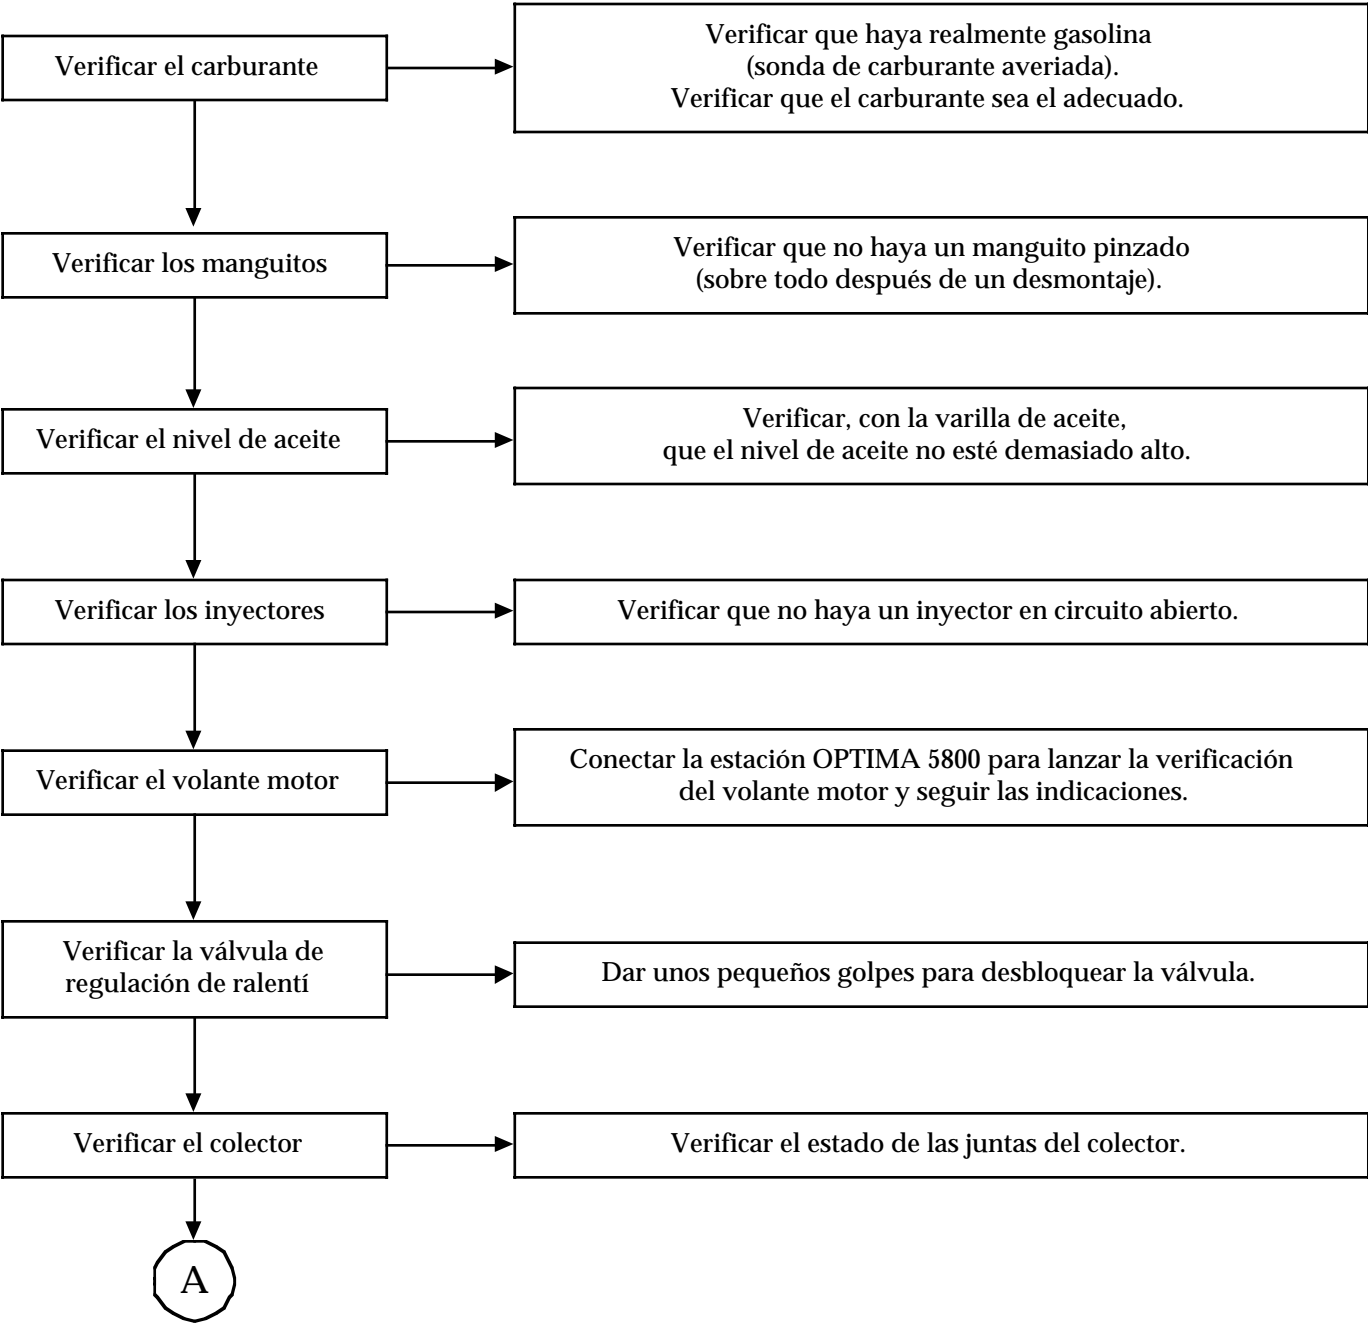 Verificar el carburante
Verificar que haya realmente gasolina
(sonda de carburante averiada).
Verificar que el carburante sea el adecuado.
Verificar los manguitos
Verificar que no haya un manguito pinzado
(sobre todo después de un desmontaje).
Verificar el nivel de aceite
Verificar, con la varilla de aceite,
que el nivel de aceite no esté demasiado alto.
Verificar los inyectores
Verificar que no haya un inyector en circuito abierto.
Verificar el volante motor
Conectar la estación OPTIMA 5800 para lanzar la verificación
del volante motor y seguir las indicaciones.
Verificar la válvula de
regulación de ralentí
Dar unos pequeños golpes para desbloquear la válvula.
Verificar el colector
Verificar el estado de las juntas del colector.
A